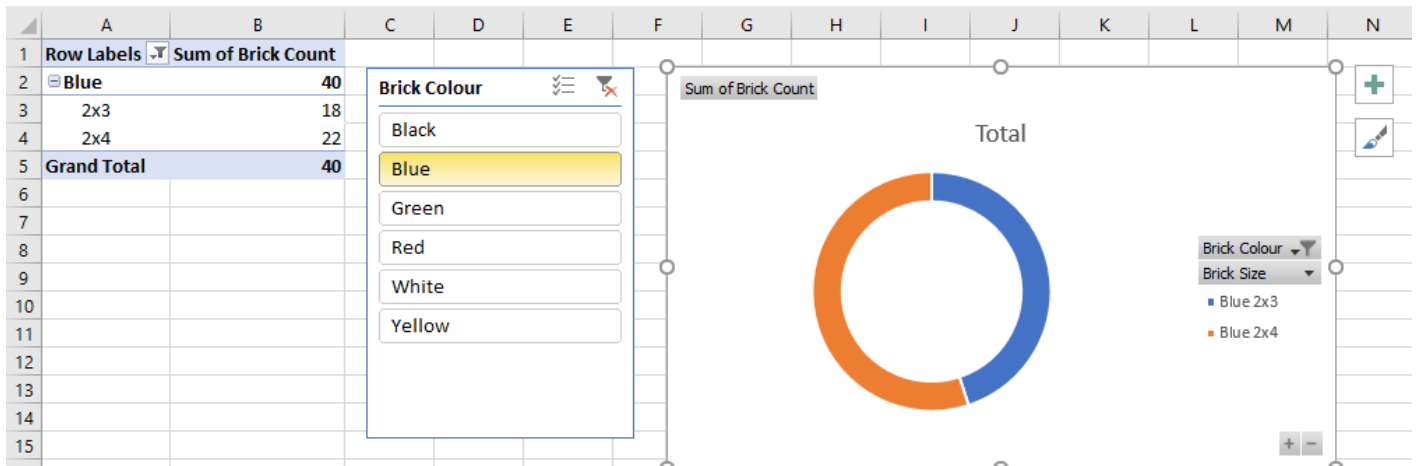 A B C D E F G H I J K L M N
1 Row Labels Sum of Brick Count
2 Blue 40
3 2x3 18
4 2x4 22
5 Grand Total 40
6
7
8
9
10
11
12
13
14
15
Brick Colour
Black
Blue
Green
Red
White
Yellow
Sum of Brick Count
Total
Brick Colour
Brick Size
Blue 2x3
Blue 2x4